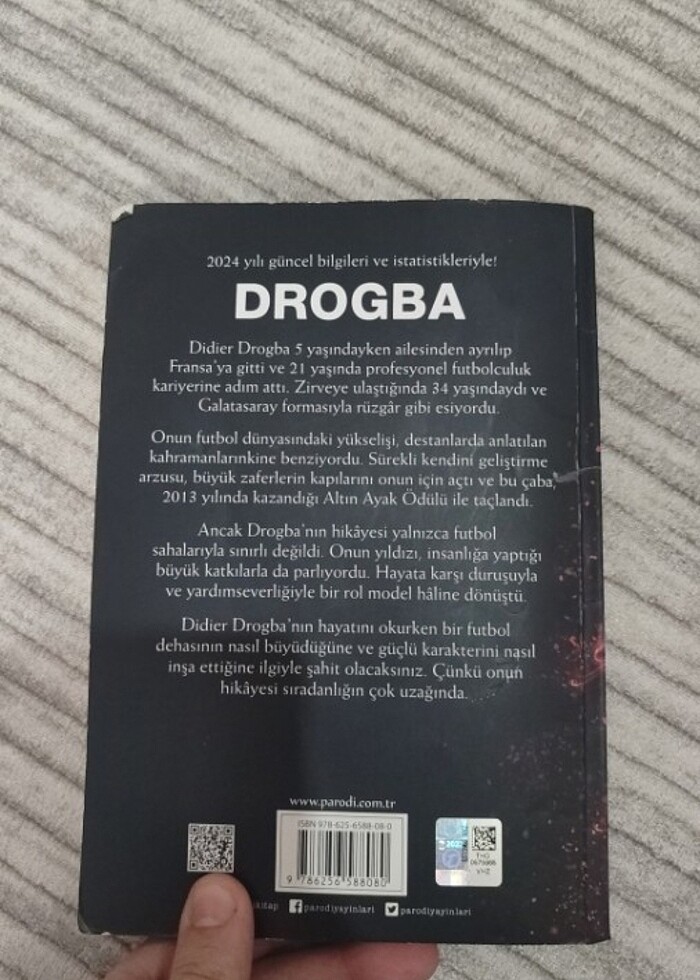 2024 yılı güncel bilgileri ve istatistikleriyle!
DROGBA
Didier Drogba 5 yaşındayken ailesinden ayrılıp
Fransa'ya gitti ve 21 yaşında profesyonel futbolculuk
kariyerine adım attı. Zirveye ulaştığında 34 yaşındaydı ve
Galatasaray formasıyla rüzgâr gibi esiyordu.
Onun futbol dünyasındaki yükselişi, destanlarda anlatılan
kahramanlarınkine benziyordu. Sürekli kendini geliştirme
arzusu, büyük zaferlerin kapılarını onun için açtı ve bu çaba,
2013 yılında kazandığı Altın Ayak Ödülü ile taçlandı.
Ancak Drogba'nın hikâyesi yalnızca futbol
sahalarıyla sınırlı değildi. Onun yıldızı, insanlığa yaptığı
büyük katkılarla da parlıyordu. Hayata karşı duruşuyla
ve yardımseverliğiyle bir rol model hâline dönüştü.
Didier Drogba'nın hayatını okurken bir futbol
dehasının nasıl büyüdüğüne ve güçlü karakterini nasıl
inşa ettiğine ilgiyle şahit olacaksınız. Çünkü onun
hikâyesi sıradanlığın çok uzağında.
www.parodi.com.tr
ISBN 978-625-6588-08-0
9 786256 588080
parodiyayinlari parodiyayinlari